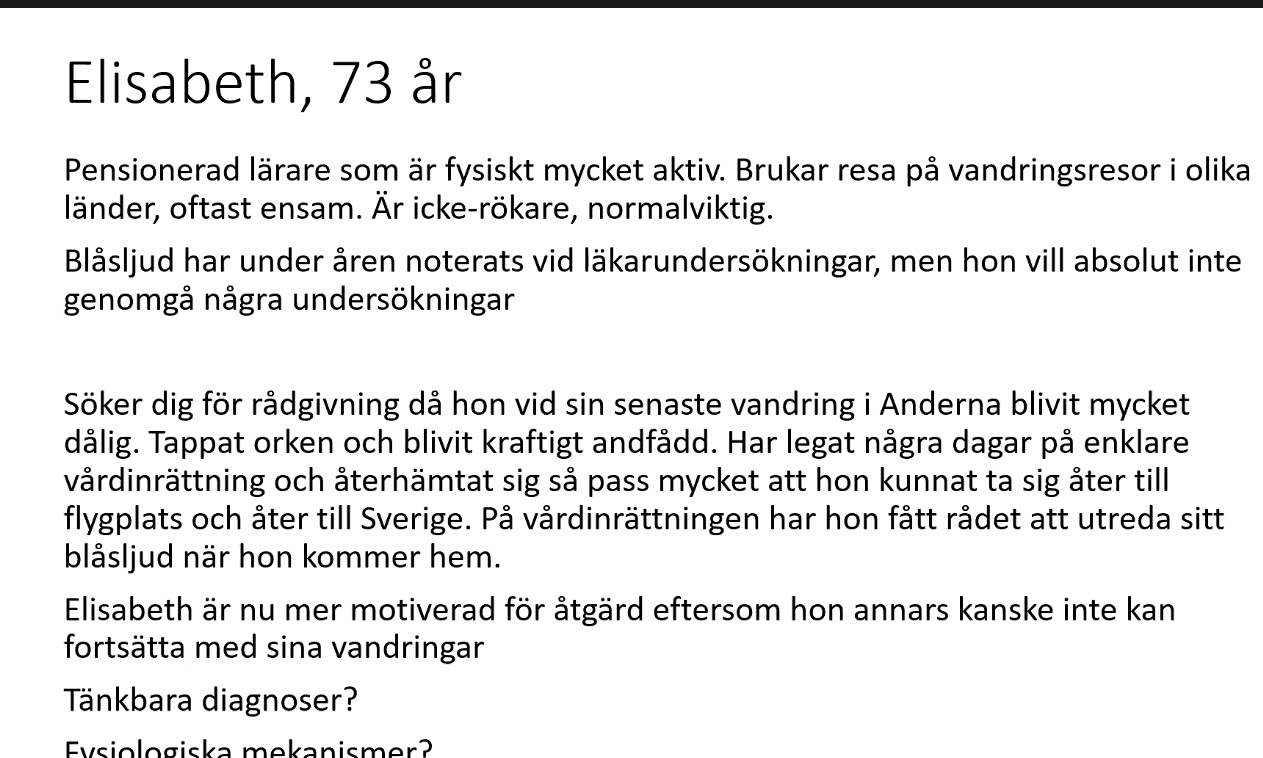 Elisabeth, 73 år
Pensionerad lärare som är fysiskt mycket aktiv. Brukar resa på vandringsresor i olika
länder, oftast ensam. Är icke-rökare, normalviktig.
Blåsljud har under åren noterats vid läkarundersökningar, men hon vill absolut inte
genomgå några undersökningar
Söker dig för rådgivning då hon vid sin senaste vandring i Anderna blivit mycket
dålig. Tappat orken och blivit kraftigt andfådd. Har legat några dagar på enklare
vårdinrättning och återhämtat sig så pass mycket att hon kunnat ta sig åter till
flygplats och åter till Sverige. På vårdinrättningen har hon fått rådet att utreda sitt
blåsljud när hon kommer hem.
Elisabeth är nu mer motiverad för åtgärd eftersom hon annars kanske inte kan
fortsätta med sina vandringar
Tänkbara diagnoser?
Fysiologiska mekanismer?